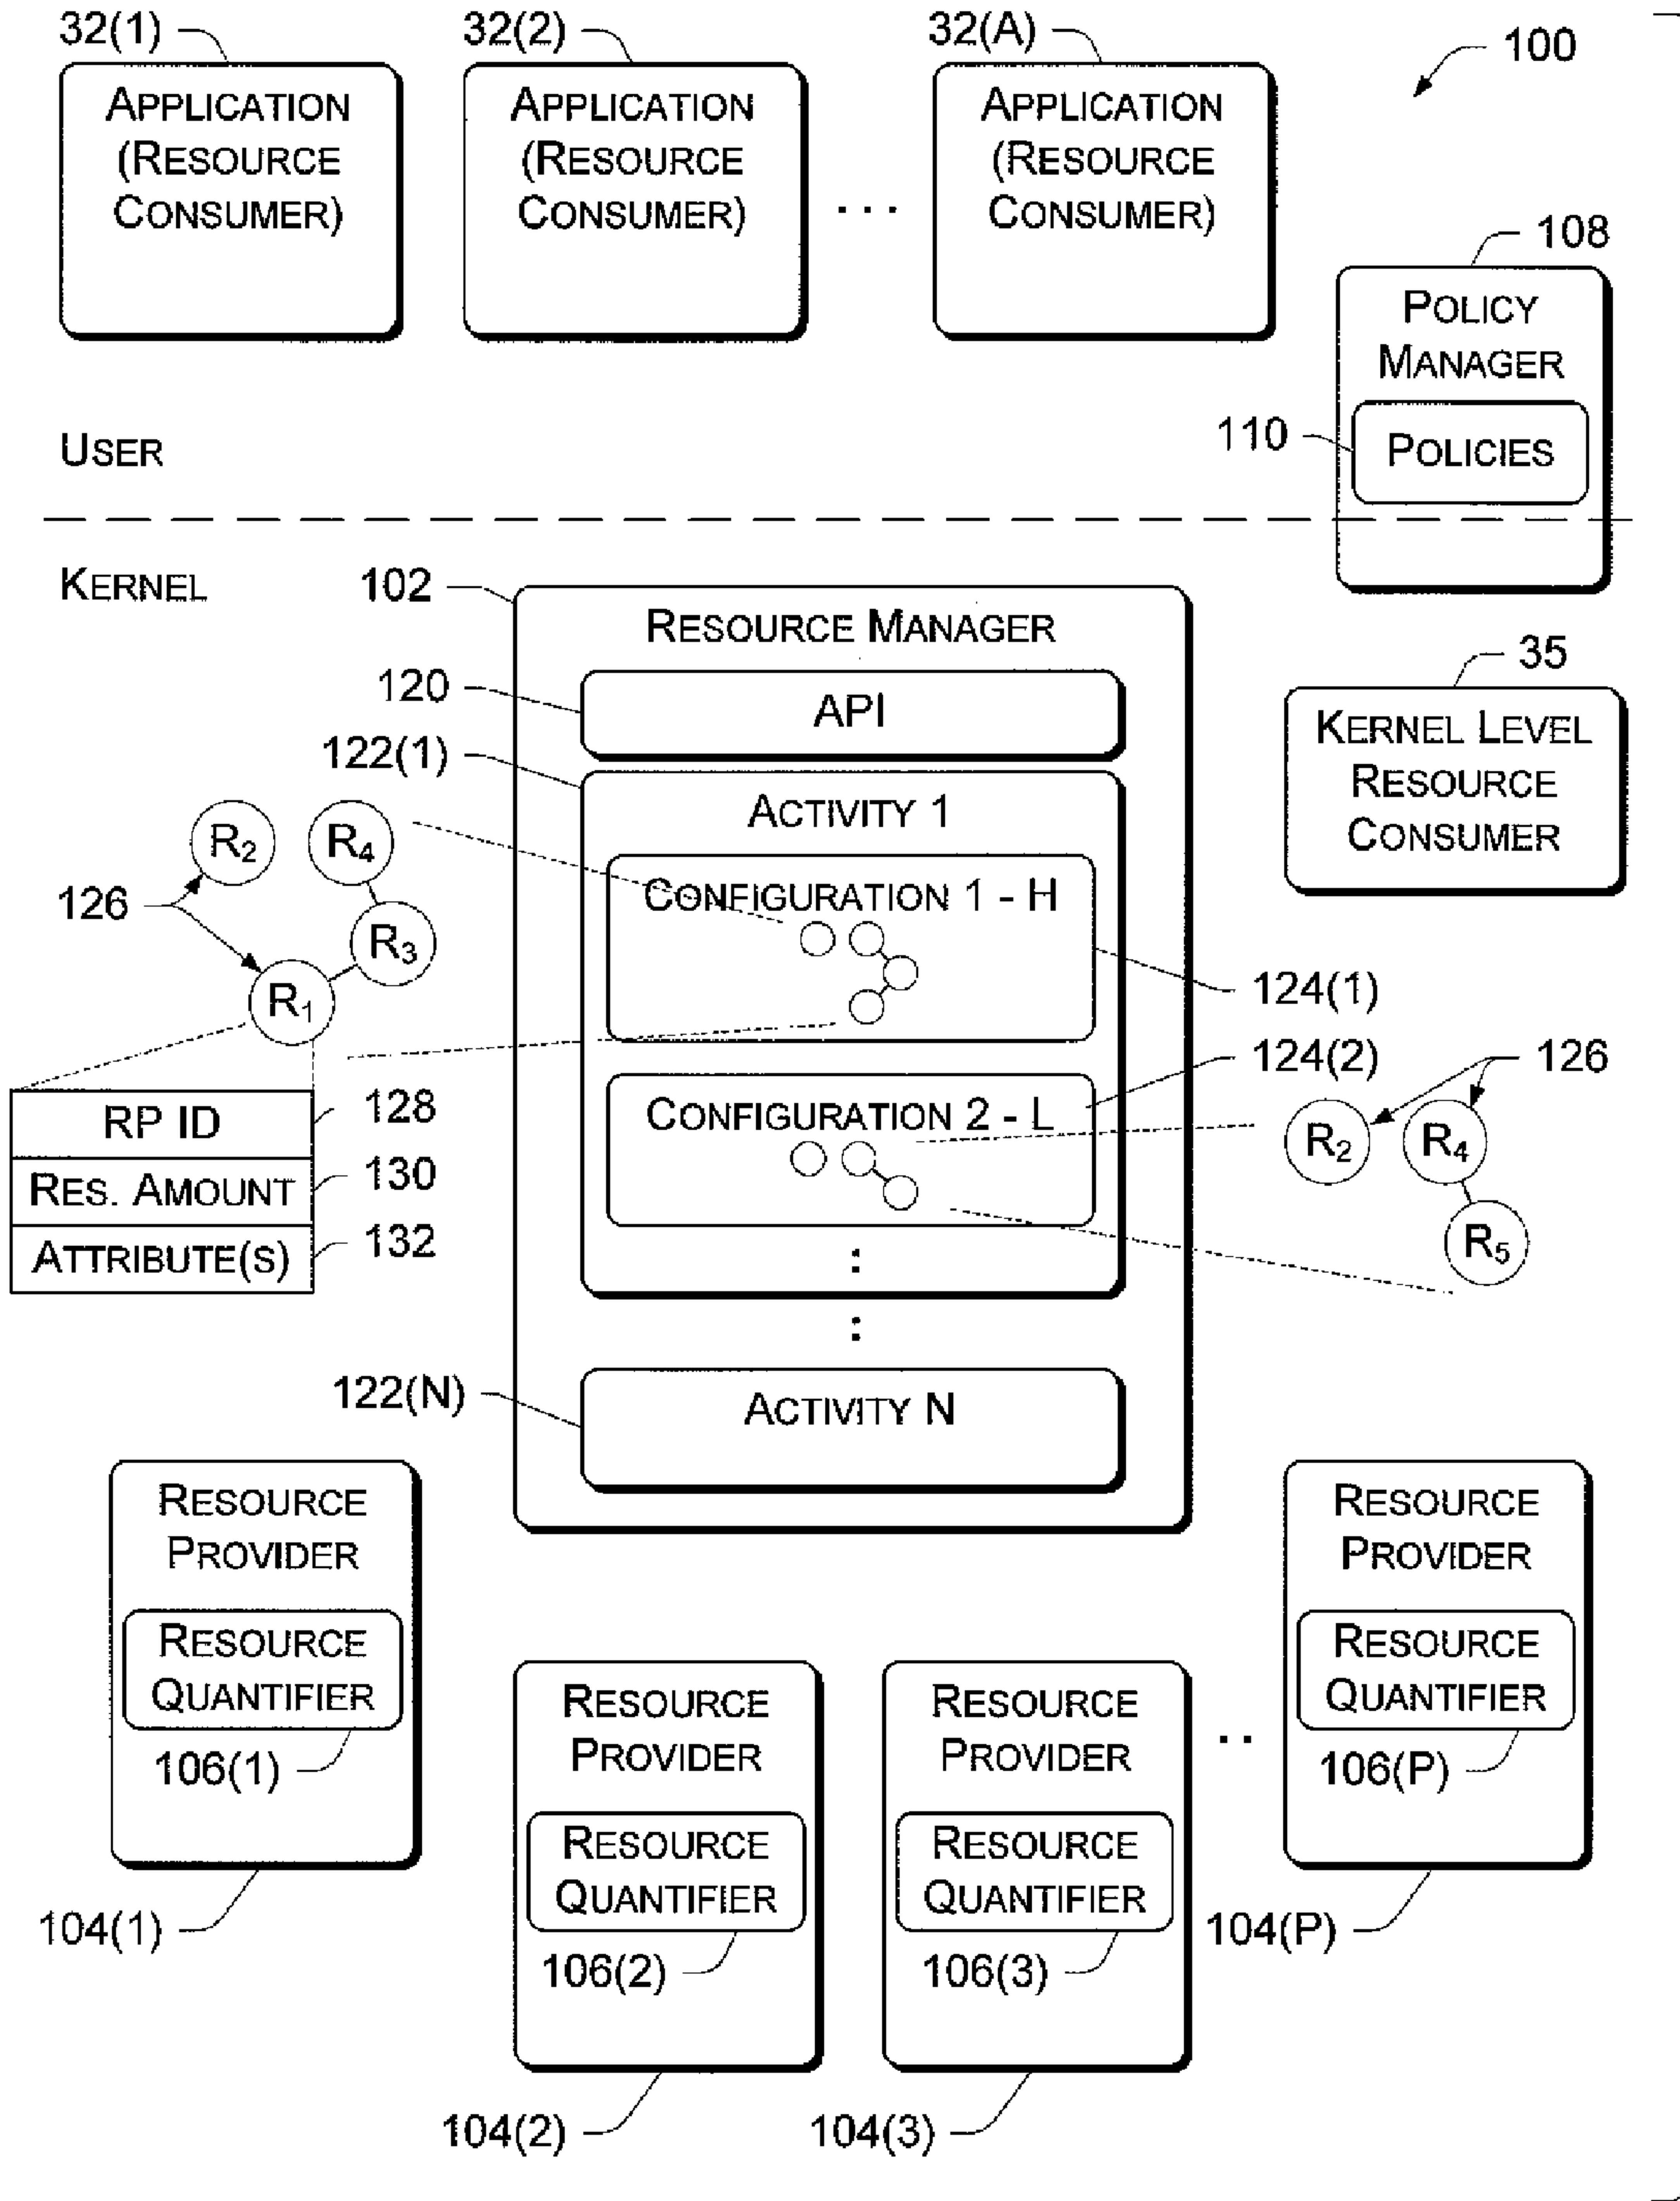 32(1)
32(2)
32(A)
100
APPLICATION
(RESOURCE
CONSUMER)
APPLICATION
(RESOURCE
CONSUMER)
. . .
APPLICATION
(RESOURCE
CONSUMER)
108
POLICY
MANAGER
110
POLICIES
USER
KERNEL
102
RESOURCE MANAGER
120
API
35
KERNEL LEVEL
RESOURCE
CONSUMER
122(1)
ACTIVITY 1
CONFIGURATION 1 - H
124(1)
R2
R4
126
R3
R1
RP ID
128
RES. AMOUNT
130
ATTRIBUTE(S)
132
124(2)
CONFIGURATION 2 - L
126
R2
R4
R5
:
:
122(N)
ACTIVITY N
RESOURCE
PROVIDER
RESOURCE
QUANTIFIER
106(1)
104(1)
RESOURCE
PROVIDER
RESOURCE
QUANTIFIER
106(2)
104(2)
RESOURCE
PROVIDER
RESOURCE
QUANTIFIER
106(3)
104(3)
. .
RESOURCE
PROVIDER
RESOURCE
QUANTIFIER
106(P)
104(P)